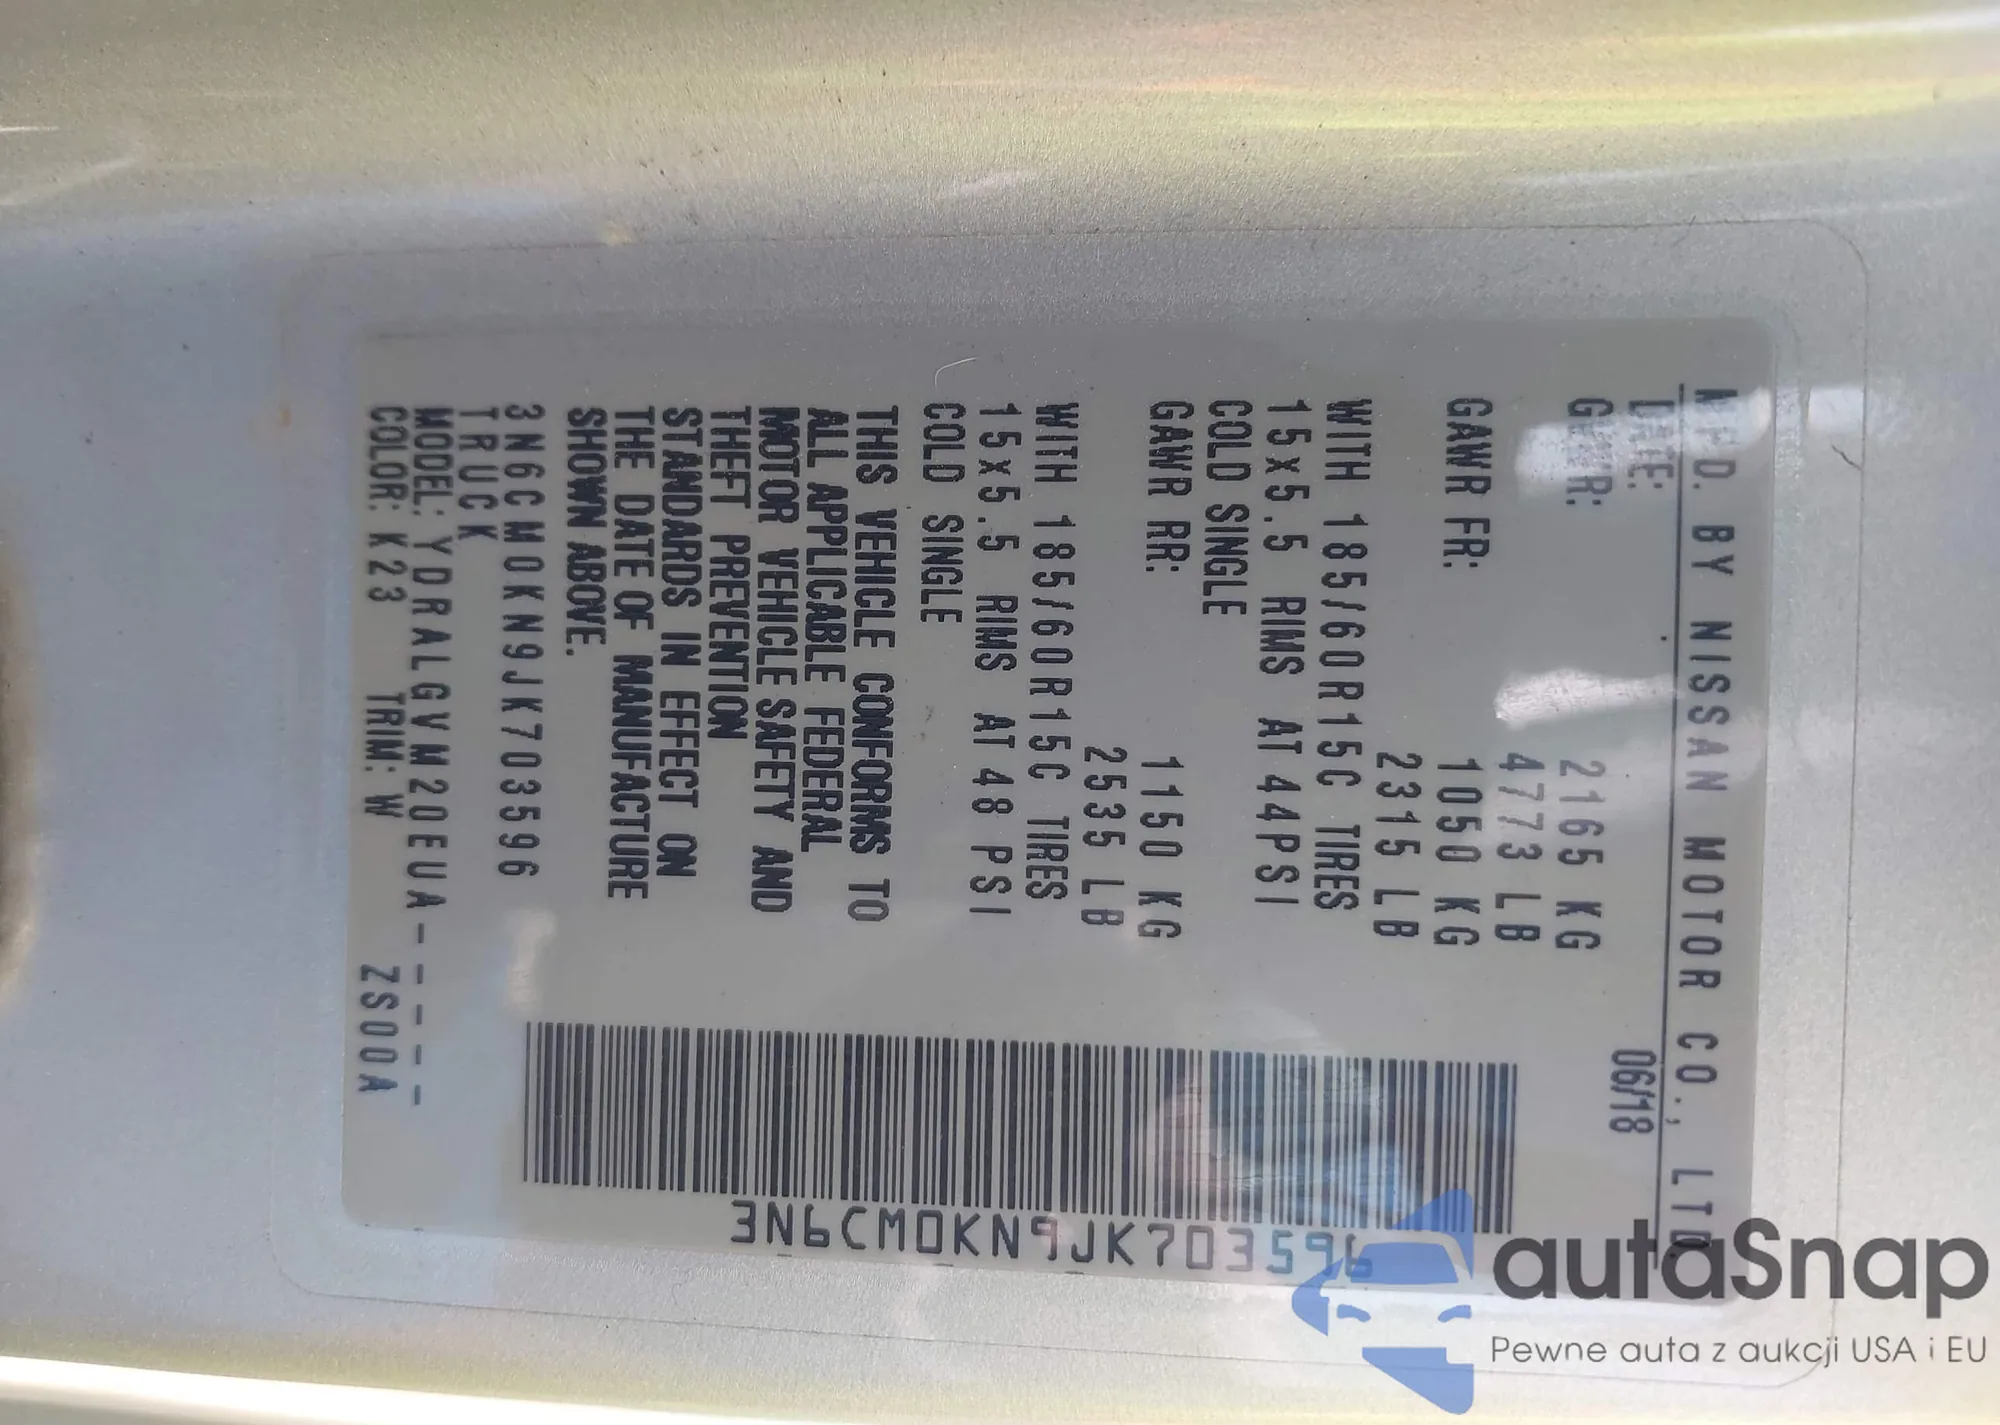 MFD. BY NISSAN MOTOR CO., LTD.
DATE: 06/18
GVWR: 2165 KG
4773 LB
GAWR FR: 1050 KG
2315 LB
WITH 185/60R15C TIRES
15x5.5 RIMS AT 44PSI
COLD SINGLE
GAWR RR: 1150 KG
2535 LB
WITH 185/60R15C TIRES
15x5.5 RIMS AT 48 PSI
COLD SINGLE
THIS VEHICLE CONFORMS TO
ALL APPLICABLE FEDERAL
MOTOR VEHICLE SAFETY AND
THEFT PREVENTION
STANDARDS IN EFFECT ON
THE DATE OF MANUFACTURE
SHOWN ABOVE.
3N6CM0KN9JK703596
TRUCK
MODEL: YDRALGVM20EUA-----
COLOR: K23 TRIM: W ZS00A
3N6CM0KN9JK703596
autaSnap
Pewne auta z aukcji USA i EU